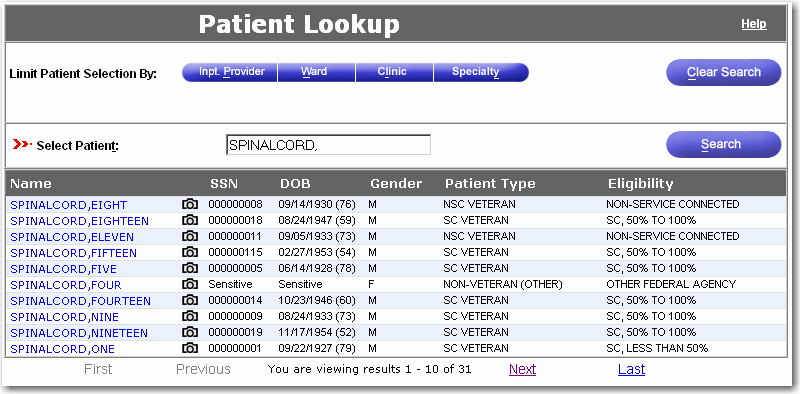 Patient Lookup Help
Limit Patient Selection By: Inpt. Provider Ward Clinic Specialty Clear Search
Select Patient: SPINALCORD, Search
Name SSN DOB Gender Patient Type Eligibility
SPINALCORD,EIGHT 000000008 09/14/1930 (76) M NSC VETERAN NON-SERVICE CONNECTED
SPINALCORD,EIGHTEEN 000000018 08/24/1947 (59) M SC VETERAN SC, 50% TO 100%
SPINALCORD,ELEVEN 000000011 09/05/1933 (73) M NSC VETERAN NON-SERVICE CONNECTED
SPINALCORD,FIFTEEN 000000115 02/27/1953 (54) M SC VETERAN SC, 50% TO 100%
SPINALCORD,FIVE 000000005 06/14/1928 (78) M SC VETERAN SC, 50% TO 100%
SPINALCORD,FOUR Sensitive Sensitive F NON-VETERAN (OTHER) OTHER FEDERAL AGENCY
SPINALCORD,FOURTEEN 000000014 10/23/1946 (60) M SC VETERAN SC, 50% TO 100%
SPINALCORD,NINE 000000009 08/24/1933 (73) M SC VETERAN SC, 50% TO 100%
SPINALCORD,NINETEEN 000000019 11/17/1954 (52) M SC VETERAN SC, 50% TO 100%
SPINALCORD,ONE 000000001 09/22/1927 (79) M SC VETERAN SC, LESS THAN 50%
First Previous You are viewing results 1 - 10 of 31 Next Last